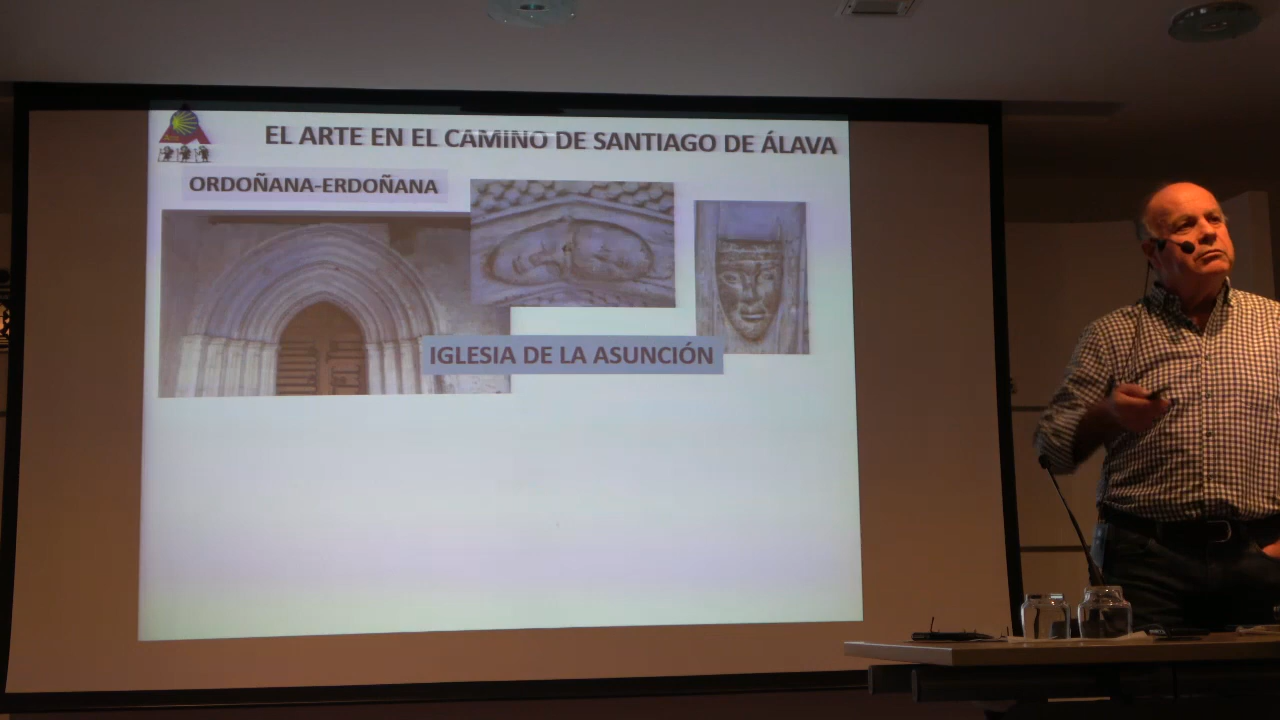 EL ARTE EN EL CAMINO DE SANTIAGO DE ÁLAVA
ORDOÑANA-ERDOÑANA
IGLESIA DE LA ASUNCIÓN